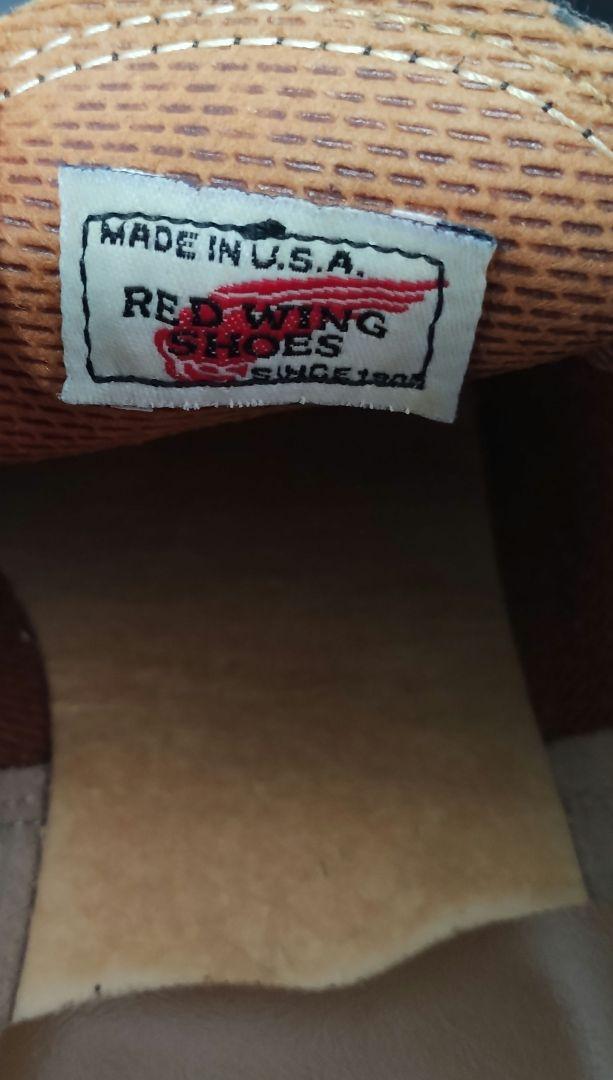 MADE IN U.S.A.
RED WING
SHOES
SINCE 1905